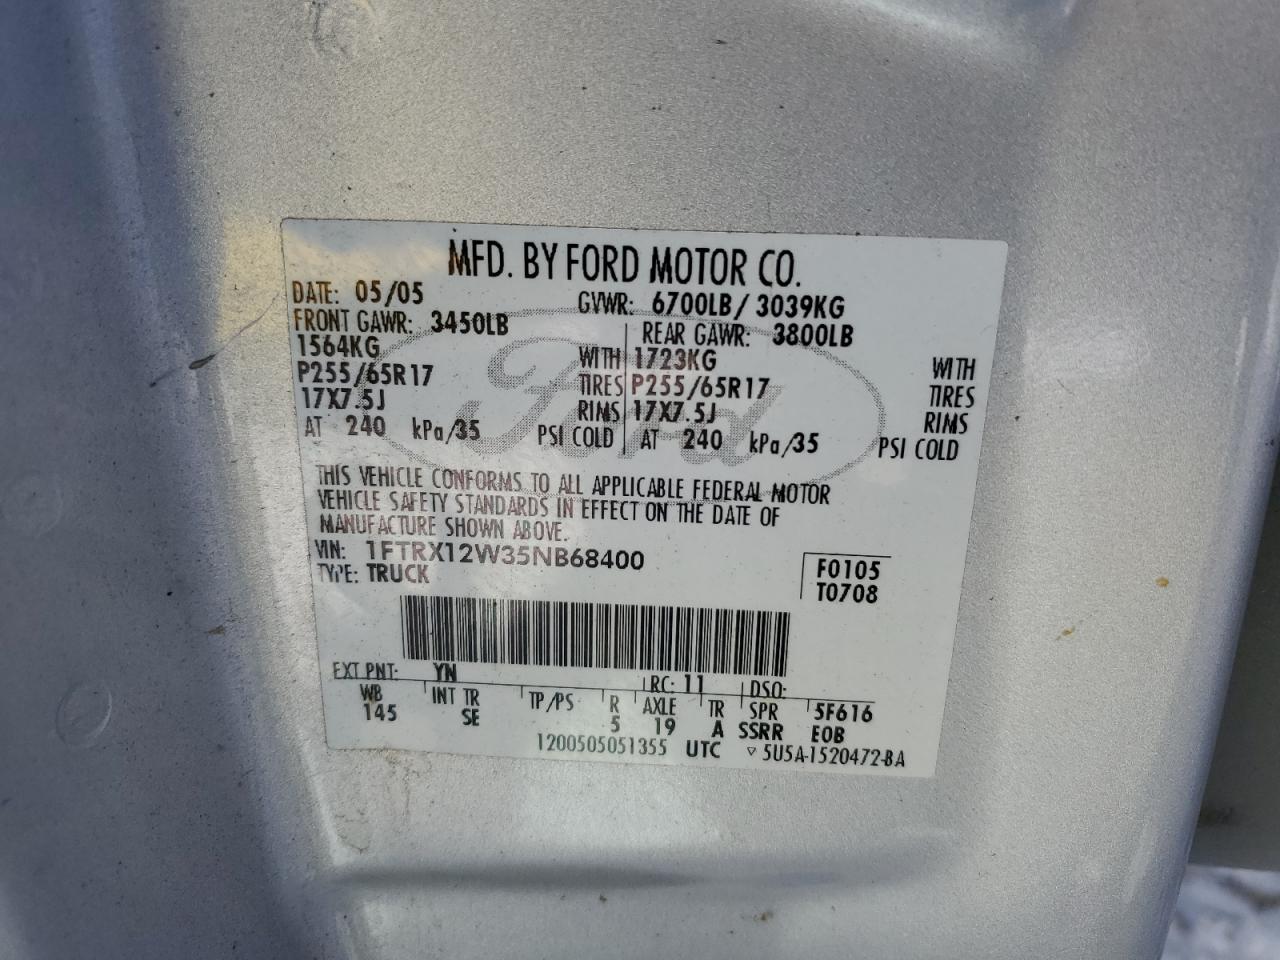 MFD. BY FORD MOTOR CO.
DATE: 05/05 GVWR: 6700LB / 3039KG
FRONT GAWR: 3450LB REAR GAWR: 3800LB
1564KG WITH 1723KG WITH
P255/65R17 TIRES P255/65R17 TIRES
17X7.5J RIMS 17X7.5J RIMS
AT 240 kPa/35 PSI COLD AT 240 kPa/35 PSI COLD
Ford
THIS VEHICLE CONFORMS TO ALL APPLICABLE FEDERAL MOTOR
VEHICLE SAFETY STANDARDS IN EFFECT ON THE DATE OF
MANUFACTURE SHOWN ABOVE.
VIN: 1FTRX12W35NB68400
TYPE: TRUCK
F0105
T0708
EXT PNT: YN RC: 11 DSO:
WB INT TR TP/PS R AXLE TR SPR 5F616
145 SE 5 19 A SSRR EOB
1200505051355 UTC ▽ 5U5A-1520472-BA